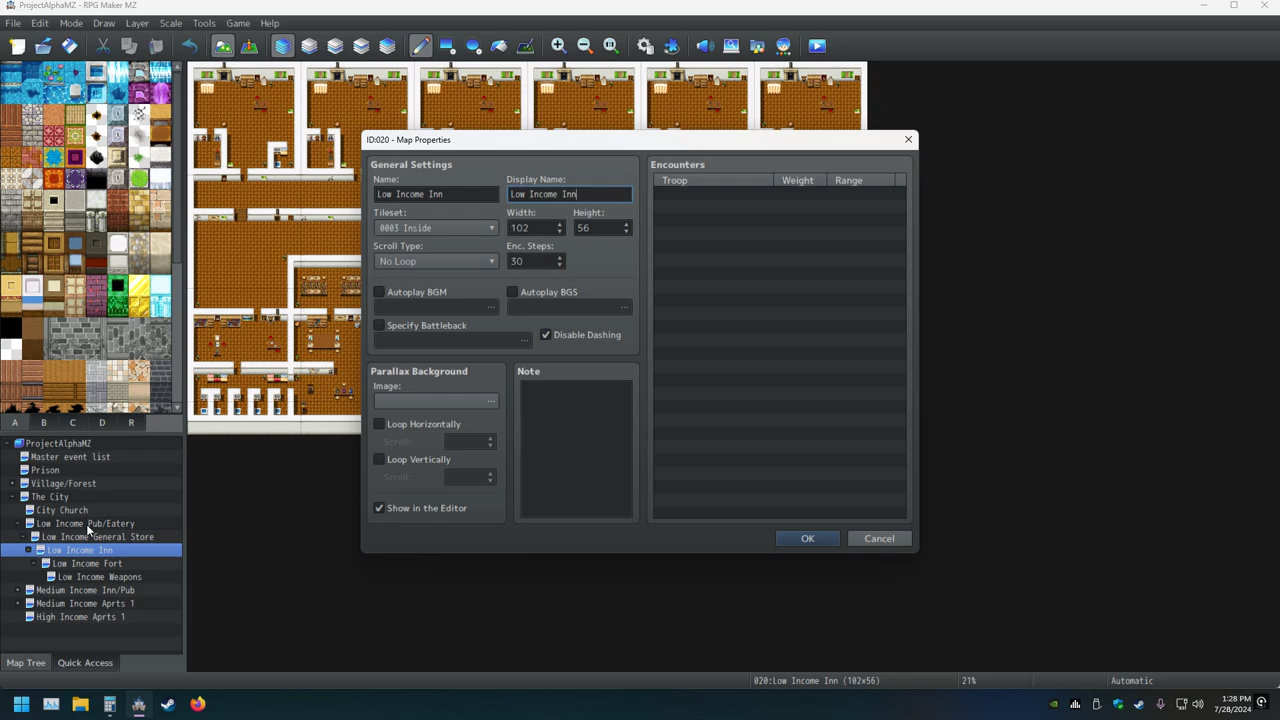 ProjectAlphaMZ - RPG Maker MZ
File Edit Mode Draw Layer Scale Tools Game Help
ID:020 - Map Properties
General Settings
Encounters
Name:
Display Name:
Troop
Weight
Range
Low Income Inn
Low Income Inn
Tileset:
Width:
Height:
0003 Inside
102
56
Scroll Type:
Enc. Steps:
No Loop
30
Autoplay BGM
Autoplay BGS
...
...
Specify Battleback
Disable Dashing
...
Parallax Background
Note
Image:
...
Loop Horizontally
Scroll:
Loop Vertically
Scroll:
Show in the Editor
OK
Cancel
A B C D R
ProjectAlphaMZ
Master event list
Prison
Village/Forest
The City
City Church
Low Income Pub/Eatery
Low Income General Store
Low Income Inn
Low Income Fort
Low Income Weapons
Medium Income Inn/Pub
Medium Income Aprts 1
High Income Aprts 1
Map Tree
Quick Access
020:Low Income Inn (102×56)
21%
Automatic
1:28 PM
7/28/2024